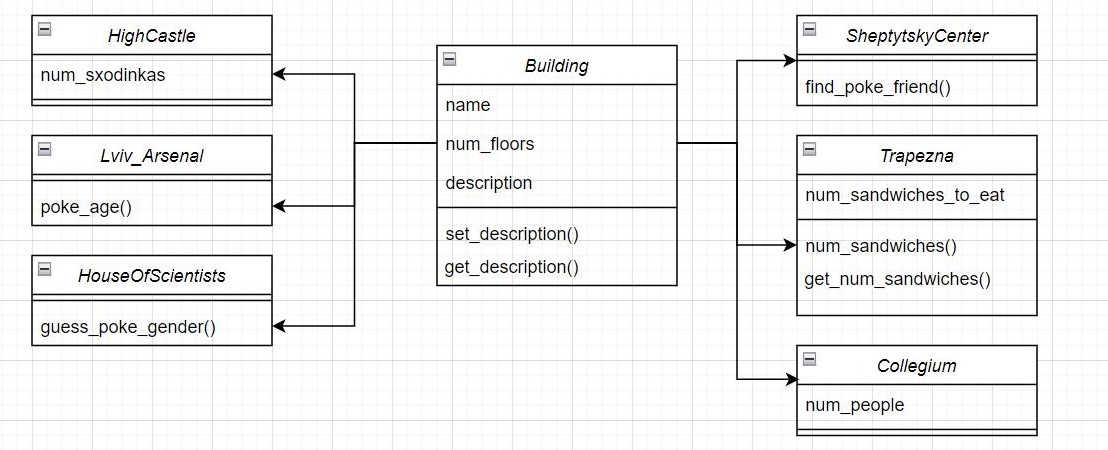 HighCastle
num_sxodinkas
Lviv_Arsenal
poke_age()
HouseOfScientists
guess_poke_gender()
Building
name
num_floors
description
set_description()
get_description()
SheptytskyCenter
find_poke_friend()
Trapezna
num_sandwiches_to_eat
num_sandwiches()
get_num_sandwiches()
Collegium
num_people